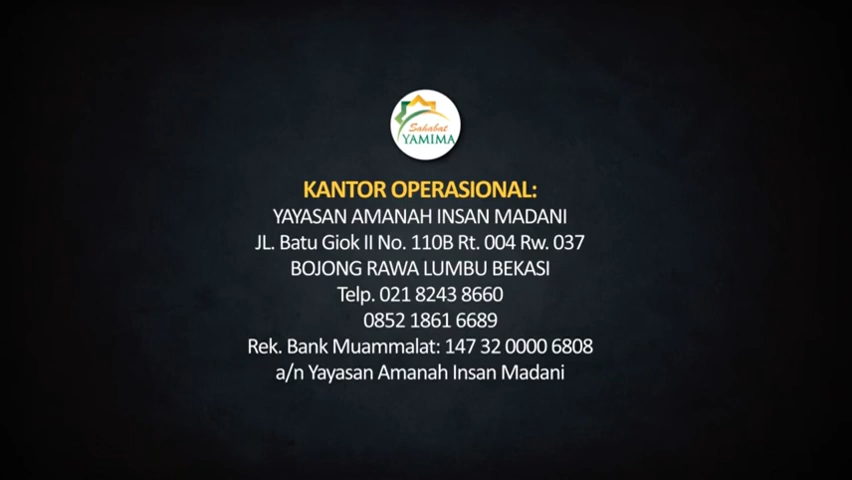 Sahabat
YAMIMA
KANTOR OPERASIONAL:
YAYASAN AMANAH INSAN MADANI
JL. Batu Giok II No. 110B Rt. 004 Rw. 037
BOJONG RAWA LUMBU BEKASI
Telp. 021 8243 8660
0852 1861 6689
Rek. Bank Muammalat: 147 32 0000 6808
a/n Yayasan Amanah Insan Madani